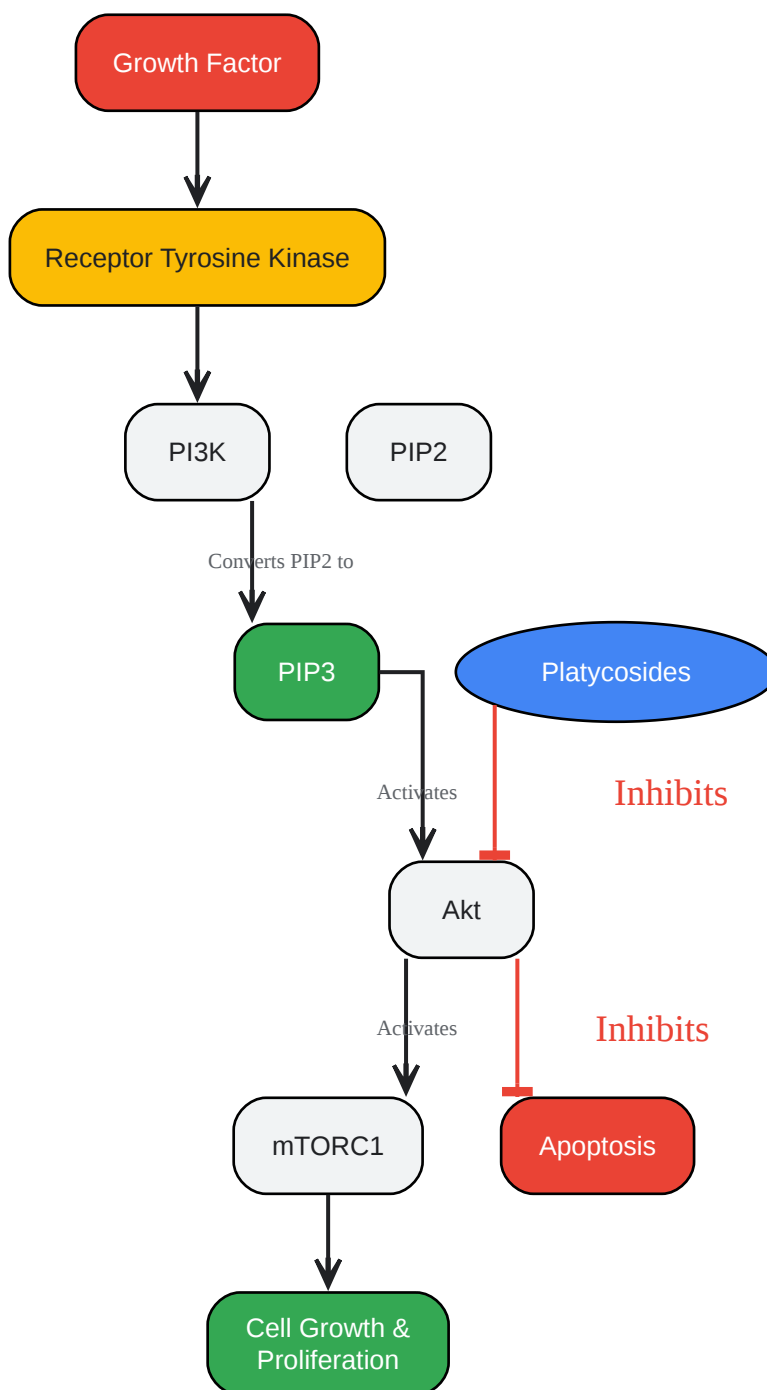 Growth Factor
Receptor Tyrosine Kinase
PI3K
PIP2
Converts PIP2 to
PIP3
Platycosides
Activates
Inhibits
Akt
Activates
Inhibits
mTORC1
Apoptosis
Cell Growth &
Proliferation